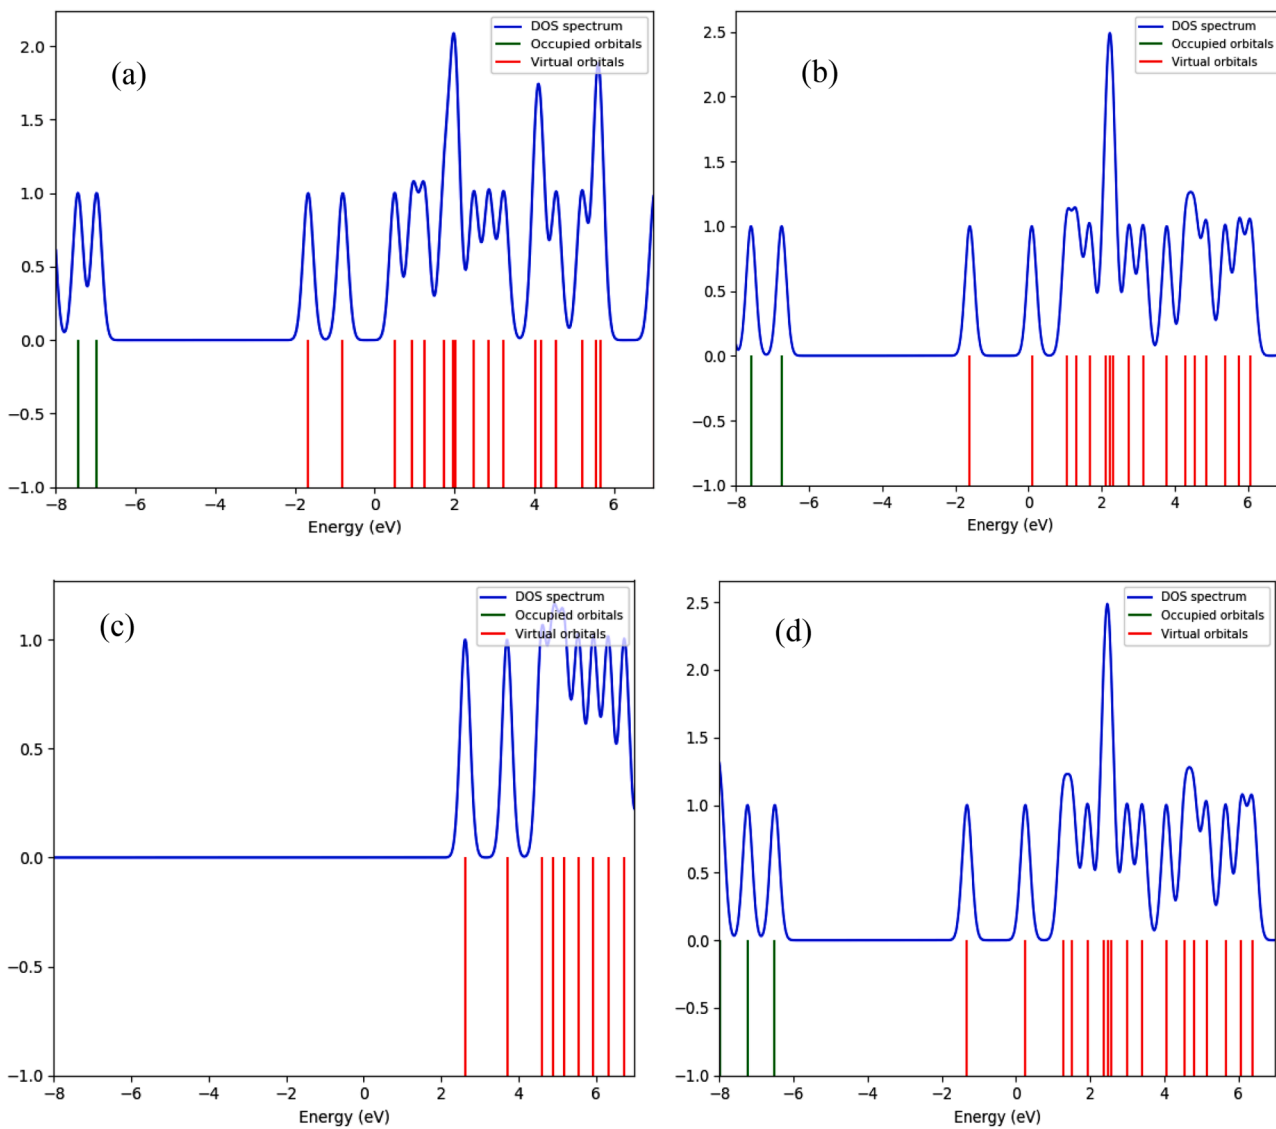 (a)
DOS spectrum
Occupied orbitals
Virtual orbitals
2.0
1.5
1.0
0.5
0.0
−0.5
−1.0
−8 −6 −4 −2 0 2 4 6
Energy (eV)
(b)
DOS spectrum
Occupied orbitals
Virtual orbitals
2.5
2.0
1.5
1.0
0.5
0.0
−0.5
−1.0
−8 −6 −4 −2 0 2 4 6
Energy (eV)
(c)
DOS spectrum
Occupied orbitals
Virtual orbitals
1.0
0.5
0.0
−0.5
−1.0
−8 −6 −4 −2 0 2 4 6
Energy (eV)
(d)
DOS spectrum
Occupied orbitals
Virtual orbitals
2.5
2.0
1.5
1.0
0.5
0.0
−0.5
−1.0
−8 −6 −4 −2 0 2 4 6
Energy (eV)